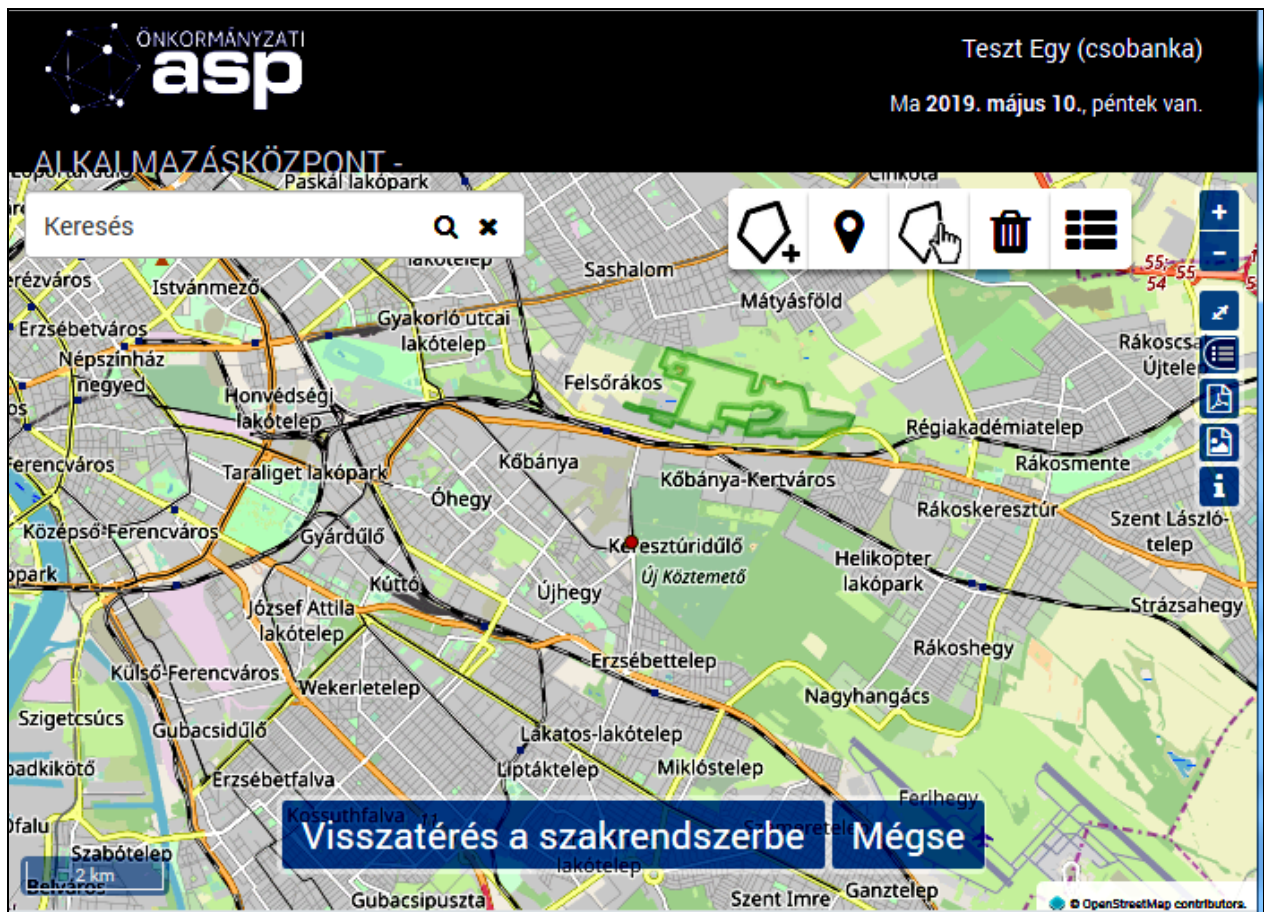 ÖNKORMÁNYZATI
asp
Teszt Egy (csobanka)
Ma 2019. május 10., péntek van.
ALKALMAZÁSKÖZPONT -
Paskál lakópark
Cinkota
Keresés
lakótelep
Sashalom
55;
54
55
Istvánmező
Mátyásföld
Erzsébetváros
Gyakorló utcai
lakótelep
Népszínház
negyed
Felsőrákos
Honvédségi
lakótelep
Régiakadémiatelep
Ferencváros
Taraliget lakópark
Kőbánya
Kőbánya-Kertváros
Rákosmente
Óhegy
Rákoskeresztúr
Szent László-
telep
Középső-Ferencváros
Gyárdűlő
Keresztúridűlő
Új Köztemető
Helikopter
lakópark
Kúttó
Újhegy
József Attila
lakótelep
Strázsahegy
Rákoshegy
Erzsébettelep
Külső-Ferencváros
Wekerletelep
Nagyhangács
Szigetcsúcs
Gubacsidűlő
Lakatos-lakótelep
Liptáktelep
Miklóstelep
Erzsébetfalva
Ferihegy
Kossuthfalva
Visszatérés a szakrendszerbe
Mégse
lakótelep
Szabótelep
2 km
Belváros
Gubacsipuszta
Szent Imre
Ganztelep
© OpenStreetMap contributors.